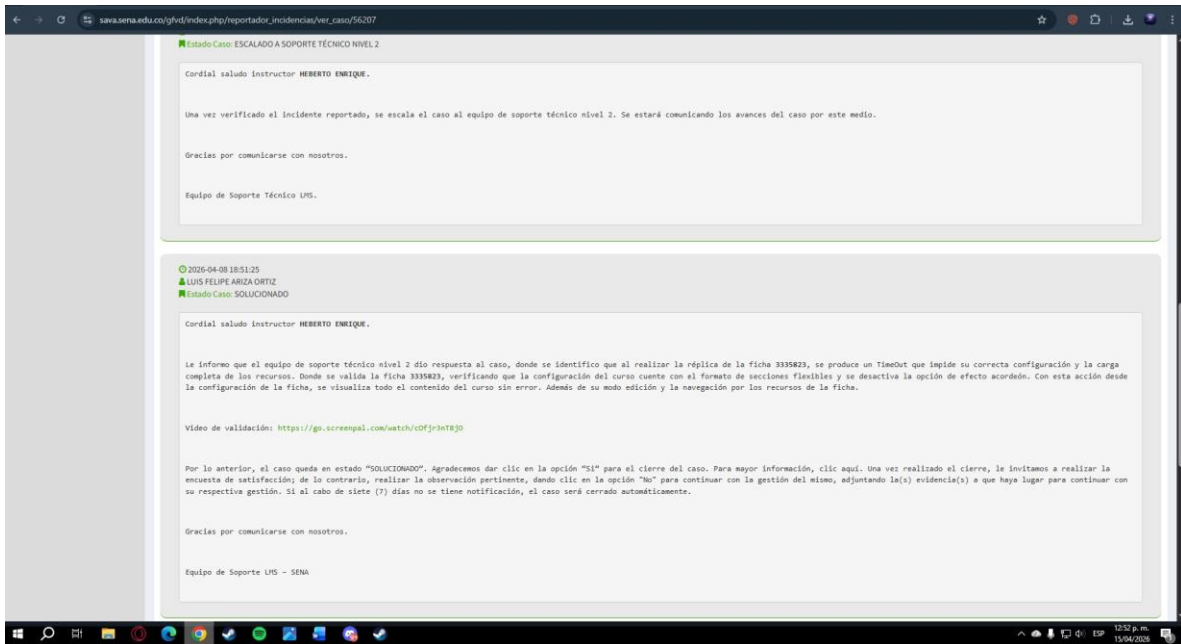 sava.sena.edu.co/gfvd/index.php/reportador_incidencias/ver_caso/56207
Estado Caso: ESCALADO A SOPORTE TÉCNICO NIVEL 2
Cordial saludo instructor HEBERTO ENRIQUE.
Una vez verificado el incidente reportado, se escala el caso al equipo de soporte técnico nivel 2. Se estará comunicando los avances del caso por este medio.
Gracias por comunicarse con nosotros.
Equipo de Soporte Técnico LMS.
2026-04-08 18:51:25
LUIS FELIPE ARIZA ORTIZ
Estado Caso: SOLUCIONADO
Cordial saludo instructor HEBERTO ENRIQUE.
Le informo que el equipo de soporte técnico nivel 2 dio respuesta al caso, donde se identifico que al realizar la réplica de la ficha 3335823, se produce un TimeOut que impide su correcta configuración y la carga
completa de los recursos. Donde se valida la ficha 3335823, verificando que la configuración del curso cuente con el formato de secciones flexibles y se desactiva la opción de efecto acordeón. Con esta acción desde
la configuración de la ficha, se visualiza todo el contenido del curso sin error. Además de su modo edición y la navegación por los recursos de la ficha.
Video de validación: https://go.screenpal.com/watch/cOfjr3nTBjO
Por lo anterior, el caso queda en estado "SOLUCIONADO". Agradecemos dar clic en la opción "Si" para el cierre del caso. Para mayor información, clic aquí. Una vez realizado el cierre, le invitamos a realizar la
encuesta de satisfacción; de lo contrario, realizar la observación pertinente, dando clic en la opción "No" para continuar con la gestión del mismo, adjuntando la(s) evidencia(s) a que haya lugar para continuar con
su respectiva gestión. Si al cabo de siete (7) días no se tiene notificación, el caso será cerrado automáticamente.
Gracias por comunicarse con nosotros.
Equipo de Soporte LMS – SENA
ESP
12:52 p. m.
15/04/2026